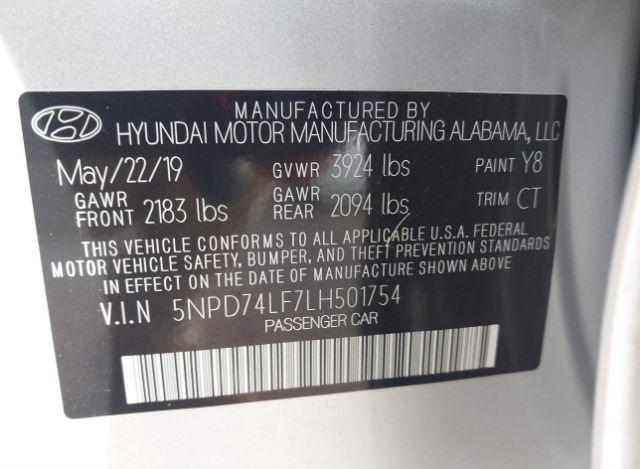 MANUFACTURED BY
HYUNDAI MOTOR MANUFACTURING ALABAMA, LLC
May/22/19 GVWR 3924 lbs PAINT Y8
GAWR FRONT 2183 lbs GAWR REAR 2094 lbs TRIM CT
THIS VEHICLE CONFORMS TO ALL APPLICABLE U.S.A. FEDERAL
MOTOR VEHICLE SAFETY, BUMPER, AND THEFT PREVENTION STANDARDS
IN EFFECT ON THE DATE OF MANUFACTURE SHOWN ABOVE
V.I.N 5NPD74LF7LH501754
PASSENGER CAR